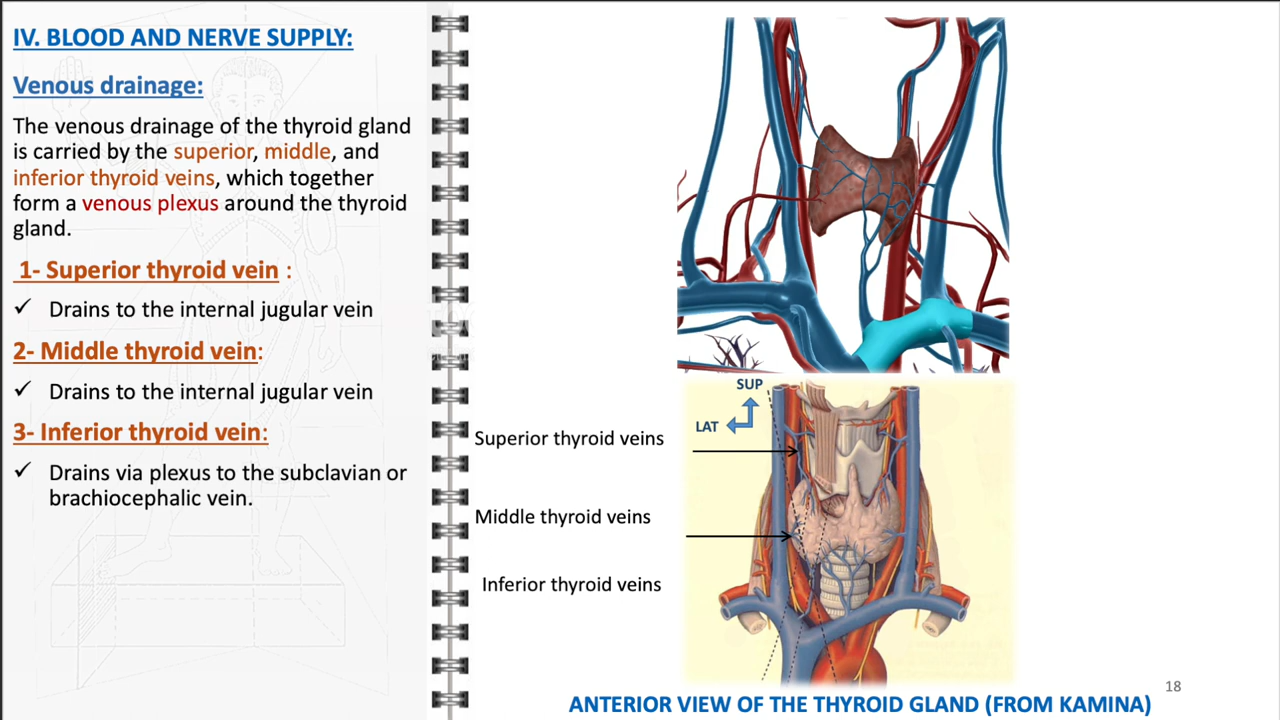 IV. BLOOD AND NERVE SUPPLY:
Venous drainage:
The venous drainage of the thyroid gland
is carried by the superior, middle, and
inferior thyroid veins, which together
form a venous plexus around the thyroid
gland.
1- Superior thyroid vein :
✓ Drains to the internal jugular vein
2- Middle thyroid vein:
✓ Drains to the internal jugular vein
3- Inferior thyroid vein:
✓ Drains via plexus to the subclavian or
brachiocephalic vein.
SUP
LAT
Superior thyroid veins
Middle thyroid veins
Inferior thyroid veins
18
ANTERIOR VIEW OF THE THYROID GLAND (FROM KAMINA)